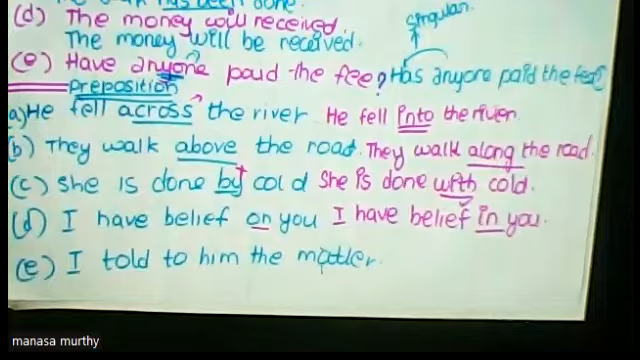 has been done.
(d) The money will received.
The money will be received.
singular
(e) Have anyone paid the fee? Has anyone paid the fee?
Preposition
(a) He fell across the river He fell into the river.
(b) They walk above the road. They walk along the road.
(c) She is done by cold She is done with cold.
(d) I have belief on you I have belief in you.
(e) I told to him the matter.
manasa murthy